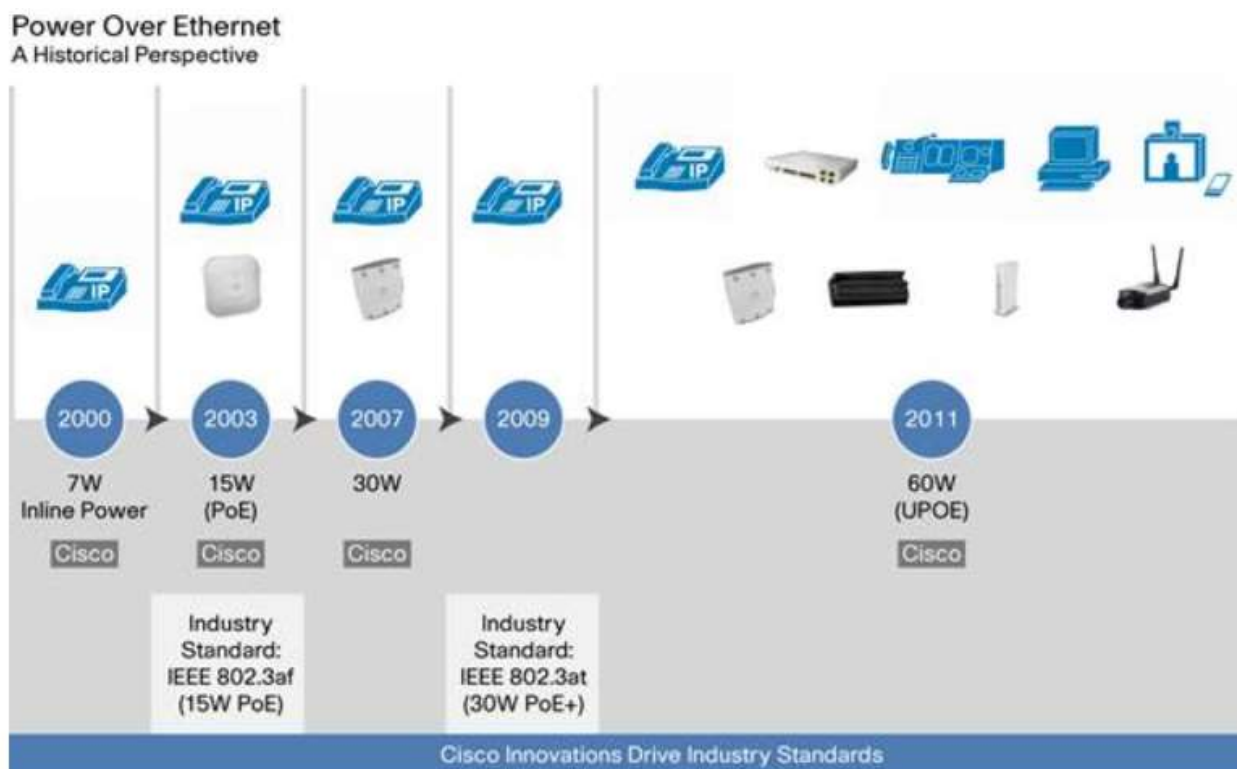 Power Over Ethernet
A Historical Perspective
IP
IP
IP
IP
IP
2000
2003
2007
2009
2011
7W
Inline Power
15W
(PoE)
30W
60W
(UPOE)
Cisco
Cisco
Cisco
Cisco
Industry
Standard:
IEEE 802.3af
(15W PoE)
Industry
Standard:
IEEE 802.3at
(30W PoE+)
Cisco Innovations Drive Industry Standards